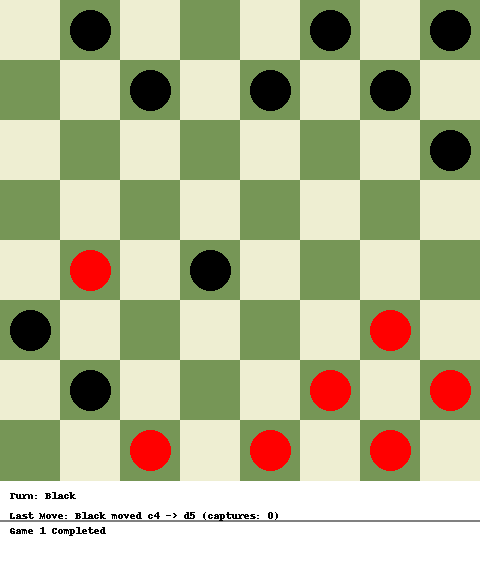 Turn: Black
Last Move: Black moved c4 -> d5 (captures: 0)
Game 1 Completed